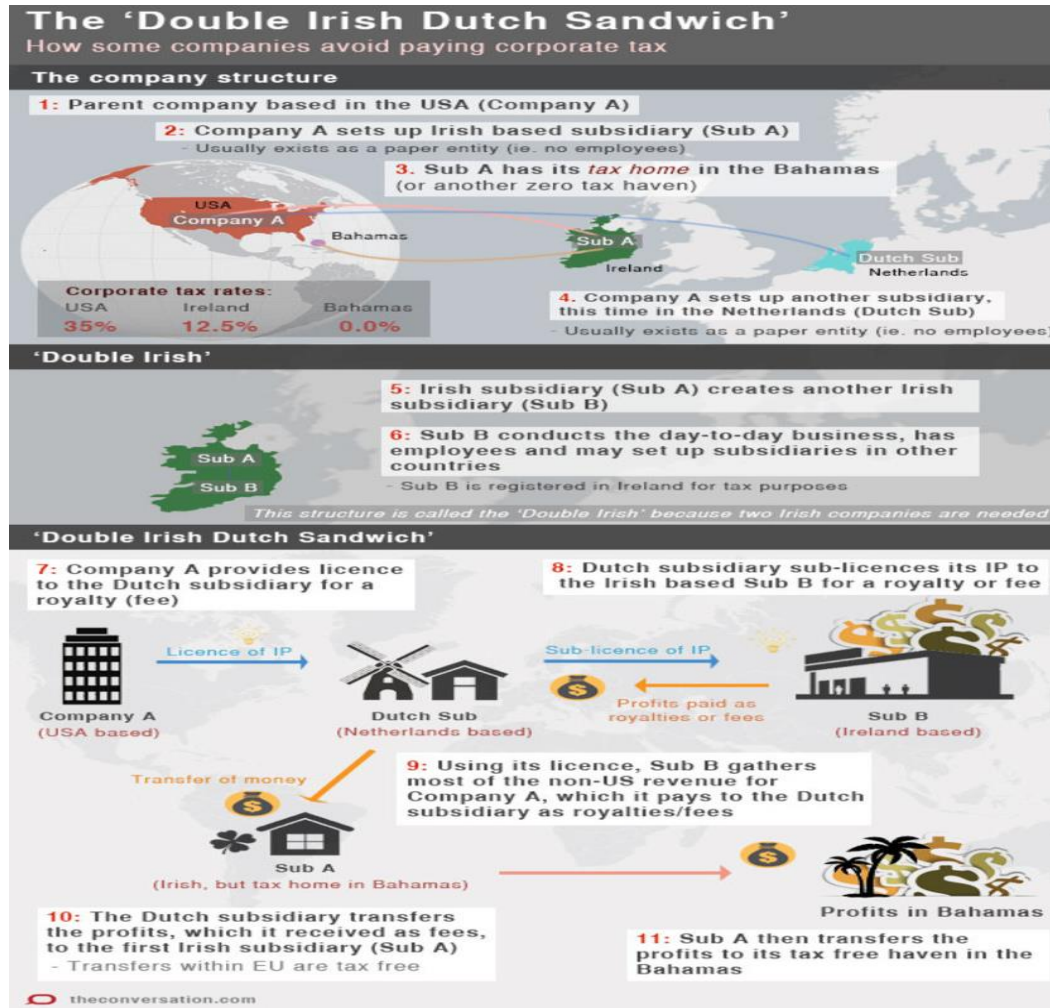 The 'Double Irish Dutch Sandwich'
How some companies avoid paying corporate tax
The company structure
1: Parent company based in the USA (Company A)
2: Company A sets up Irish based subsidiary (Sub A)
- Usually exists as a paper entity (ie. no employees)
3. Sub A has its tax home in the Bahamas
(or another zero tax haven)
USA
Company A
Bahamas
Sub A
Ireland
Dutch Sub
Netherlands
Corporate tax rates:
USA Ireland Bahamas
35% 12.5% 0.0%
4. Company A sets up another subsidiary,
this time in the Netherlands (Dutch Sub)
- Usually exists as a paper entity (ie. no employees)
'Double Irish'
5: Irish subsidiary (Sub A) creates another Irish
subsidiary (Sub B)
6: Sub B conducts the day-to-day business, has
employees and may set up subsidiaries in other
countries
- Sub B is registered in Ireland for tax purposes
Sub A
Sub B
This structure is called the 'Double Irish' because two Irish companies are needed
'Double Irish Dutch Sandwich'
7: Company A provides licence
to the Dutch subsidiary for a
royalty (fee)
8: Dutch subsidiary sub-licences its IP to
the Irish based Sub B for a royalty or fee
Licence of IP
Sub-licence of IP
Profits paid as
royalties or fees
Company A
(USA based)
Dutch Sub
(Netherlands based)
Sub B
(Ireland based)
Transfer of money
9: Using its licence, Sub B gathers
most of the non-US revenue for
Company A, which it pays to the Dutch
subsidiary as royalties/fees
Sub A
(Irish, but tax home in Bahamas)
Profits in Bahamas
10: The Dutch subsidiary transfers
the profits, which it received as fees,
to the first Irish subsidiary (Sub A)
- Transfers within EU are tax free
11: Sub A then transfers the
profits to its tax free haven in the
Bahamas
theconversation.com